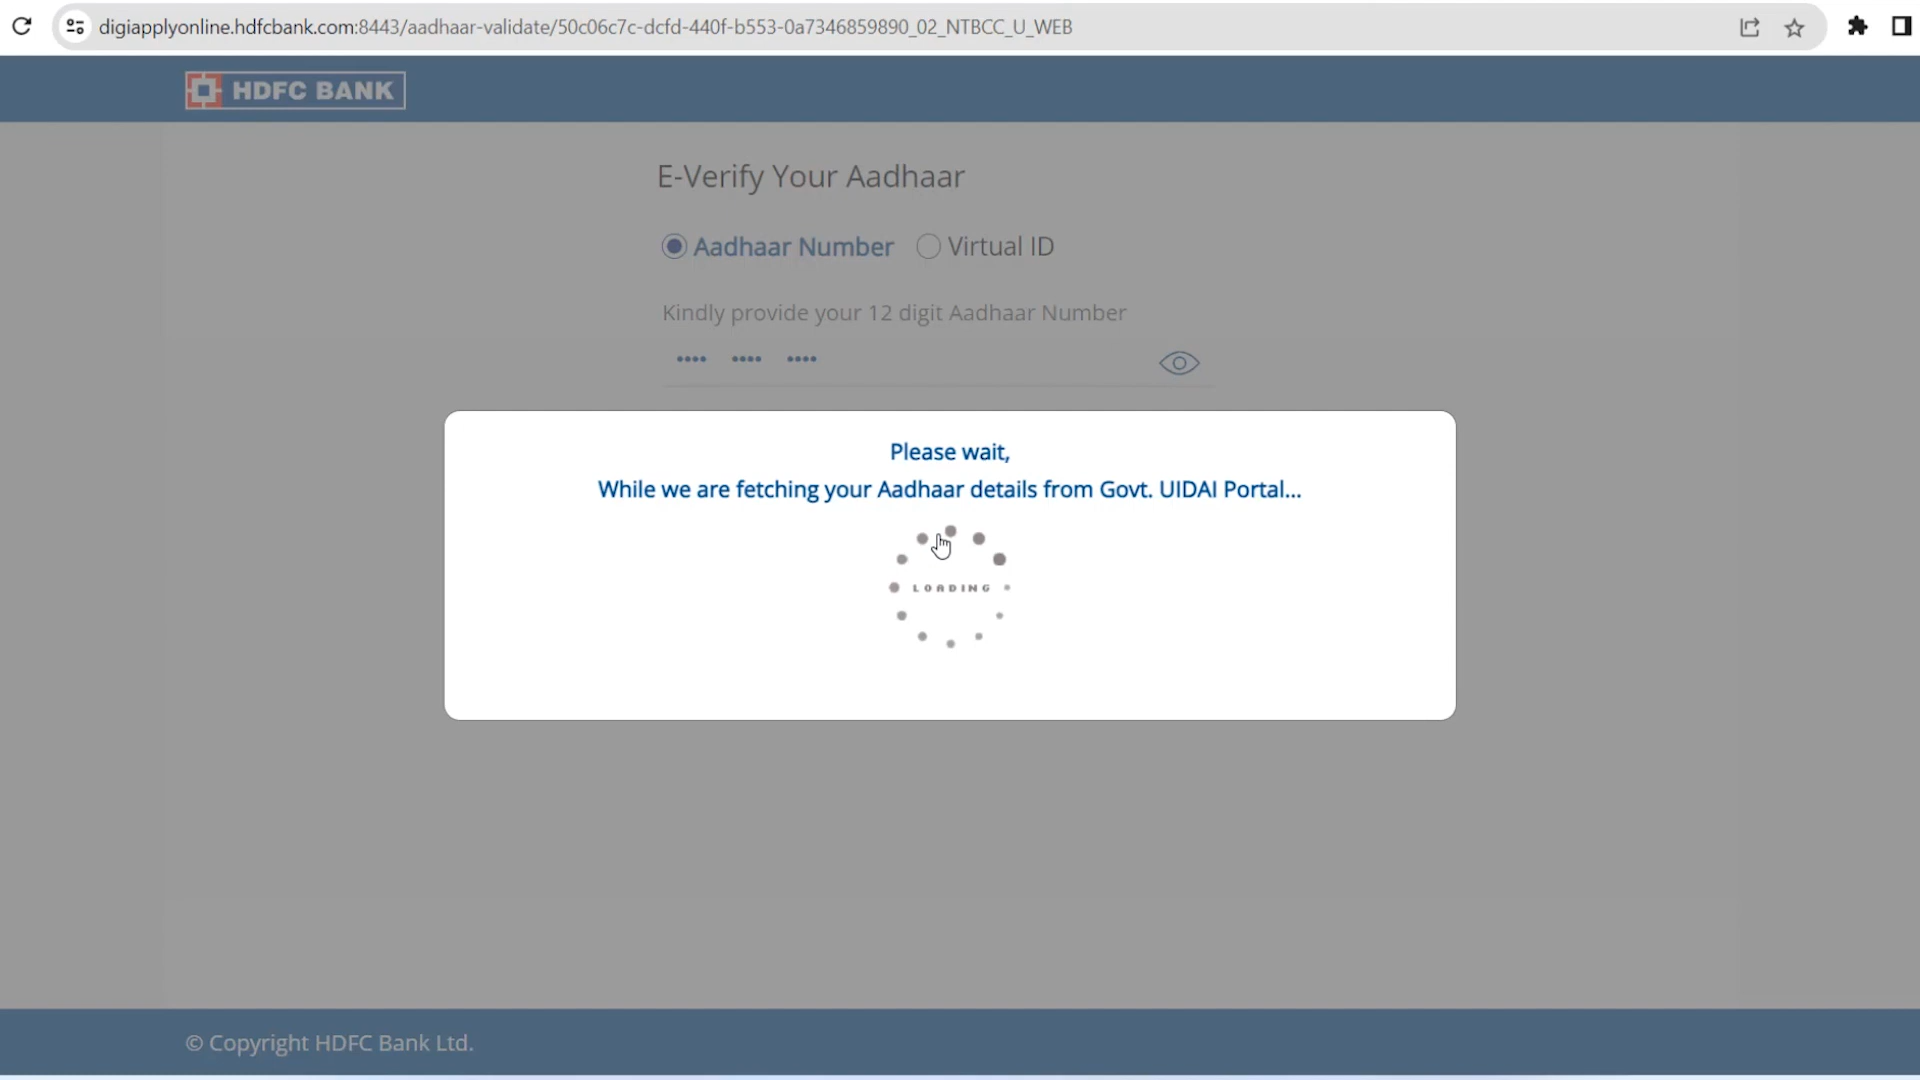 digiapplyonline.hdfcbank.com:8443/aadhaar-validate/50c06c7c-dcfd-440f-b553-0a7346859890_02_NTBCC_U_WEB
HDFC BANK
E-Verify Your Aadhaar
Aadhaar Number Virtual ID
Kindly provide your 12 digit Aadhaar Number
•••• •••• ••••
Please wait,
While we are fetching your Aadhaar details from Govt. UIDAI Portal...
LOADING
© Copyright HDFC Bank Ltd.